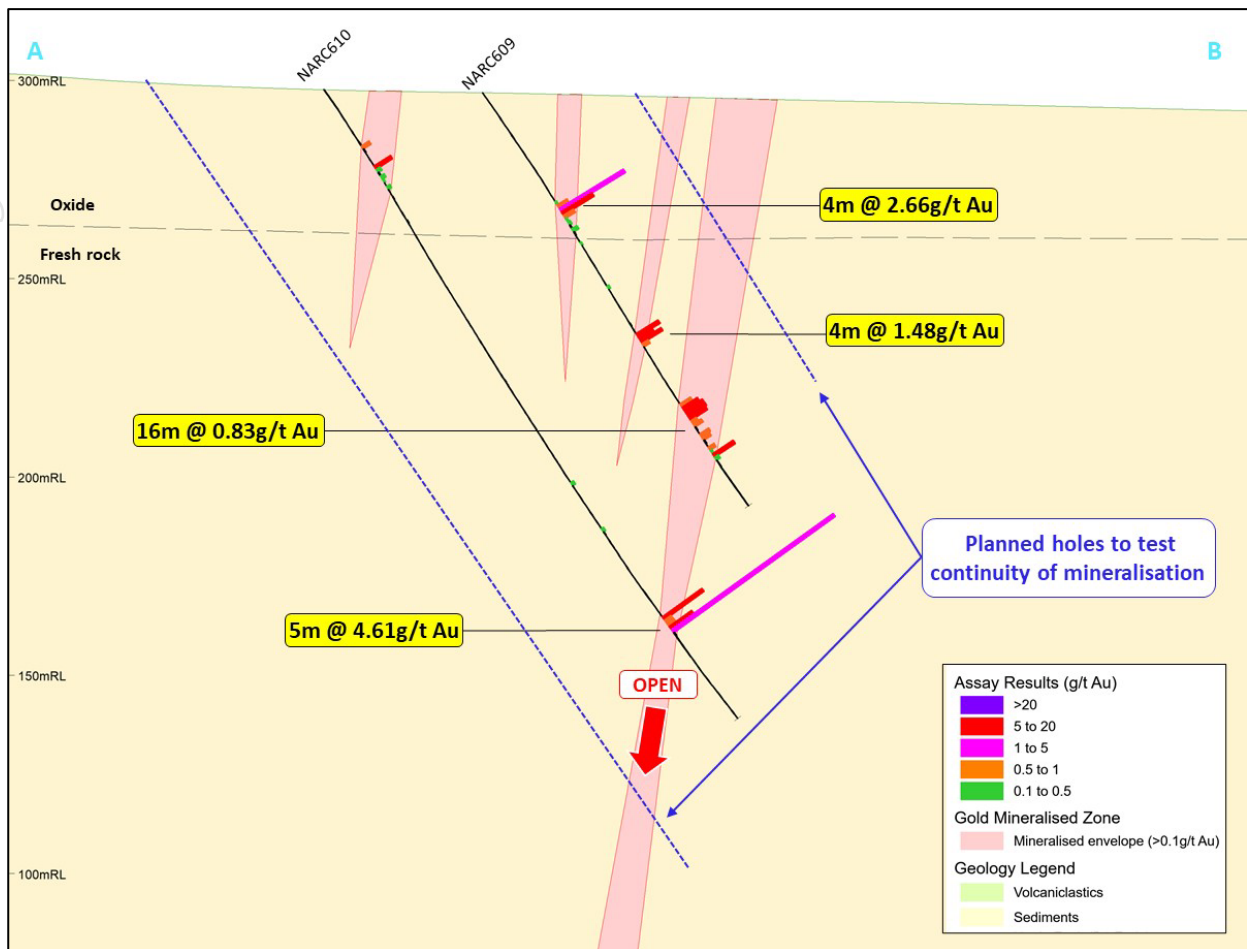 A
B
NARC610
NARC609
300mRL
Oxide
4m @ 2.66g/t Au
Fresh rock
250mRL
4m @ 1.48g/t Au
16m @ 0.83g/t Au
200mRL
Planned holes to test
continuity of mineralisation
5m @ 4.61g/t Au
150mRL
OPEN
100mRL
Assay Results (g/t Au)
>20
5 to 20
1 to 5
0.5 to 1
0.1 to 0.5
Gold Mineralised Zone
Mineralised envelope (>0.1g/t Au)
Geology Legend
Volcaniclastics
Sediments